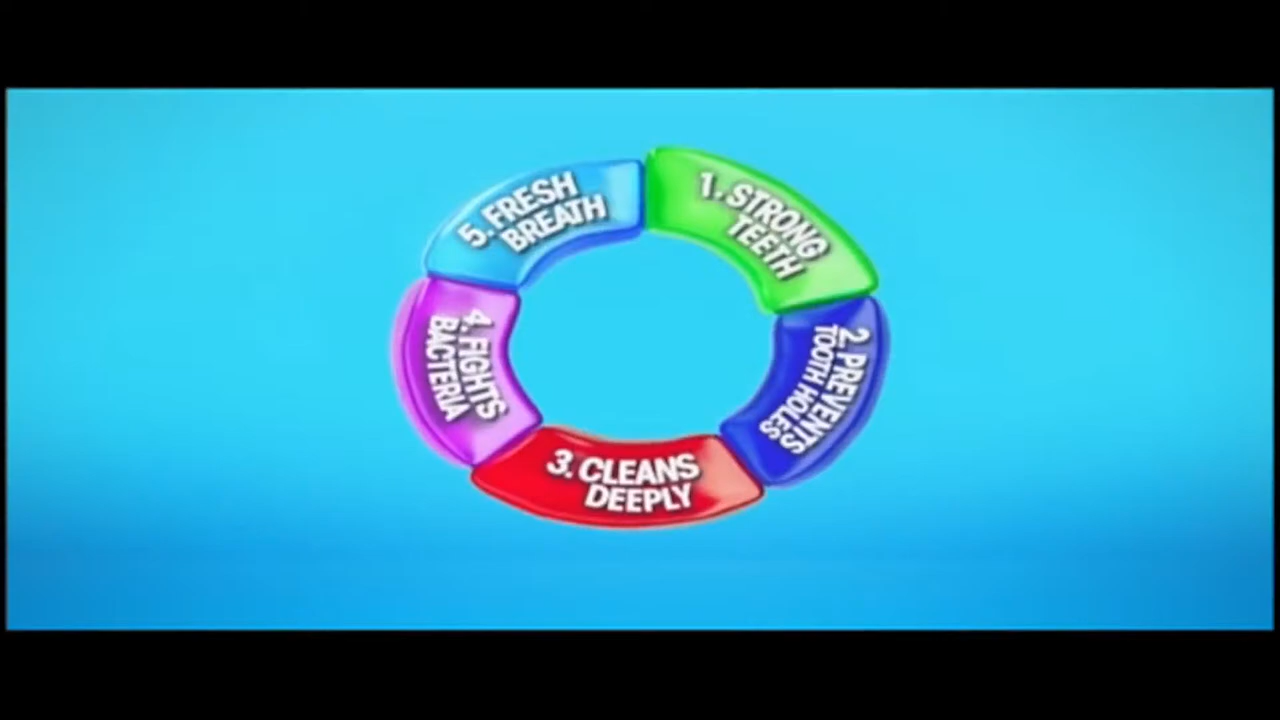 1. STRONG
TEETH
2. PREVENTS
TOOTH HOLES
3. CLEANS
DEEPLY
4. FIGHTS
BACTERIA
5. FRESH
BREATH